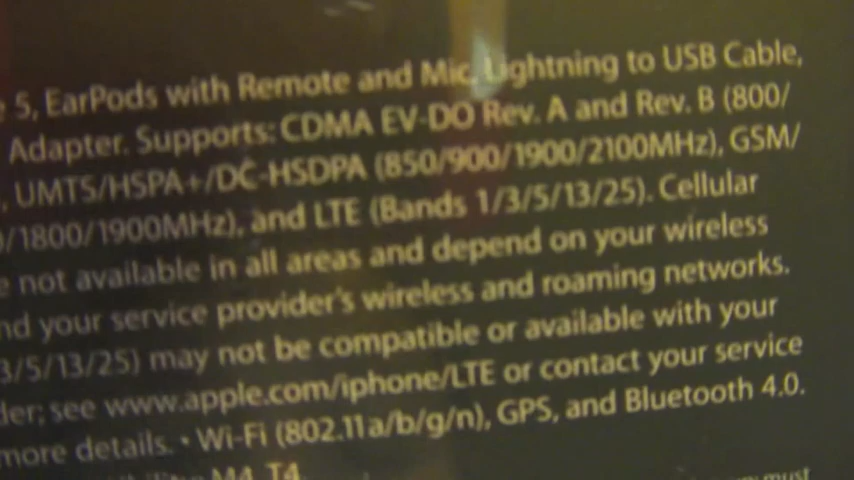 5, EarPods with Remote and Mic, Lightning to USB Cable,
Adapter. Supports: CDMA EV-DO Rev. A and Rev. B (800/
, UMTS/HSPA+/DC-HSDPA (850/900/1900/2100MHz), GSM/
/1800/1900MHz), and LTE (Bands 1/3/5/13/25). Cellular
not available in all areas and depend on your wireless
nd your service provider's wireless and roaming networks.
3/5/13/25) may not be compatible or available with your
der; see www.apple.com/iphone/LTE or contact your service
more details. • Wi-Fi (802.11a/b/g/n), GPS, and Bluetooth 4.0.
M4, T4
must